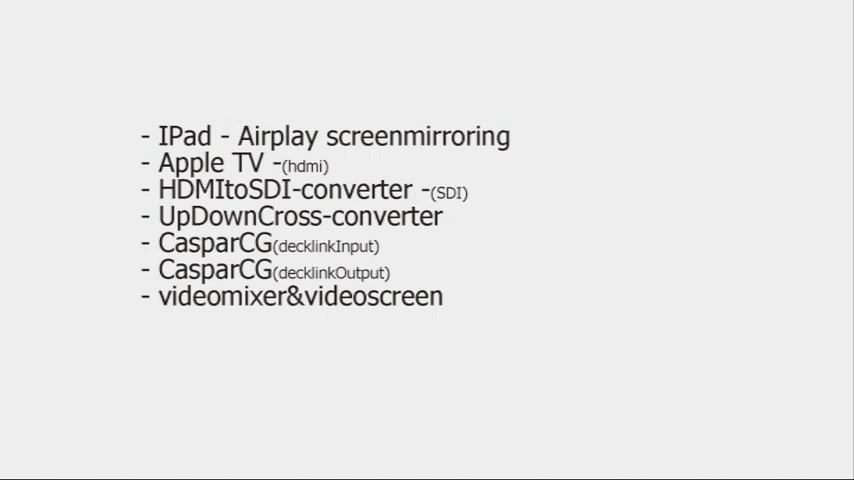 - IPad - Airplay screenmirroring
- Apple TV -(hdmi)
- HDMItoSDI-converter -(SDI)
- UpDownCross-converter
- CasparCG(decklinkInput)
- CasparCG(decklinkOutput)
- videomixer&videoscreen